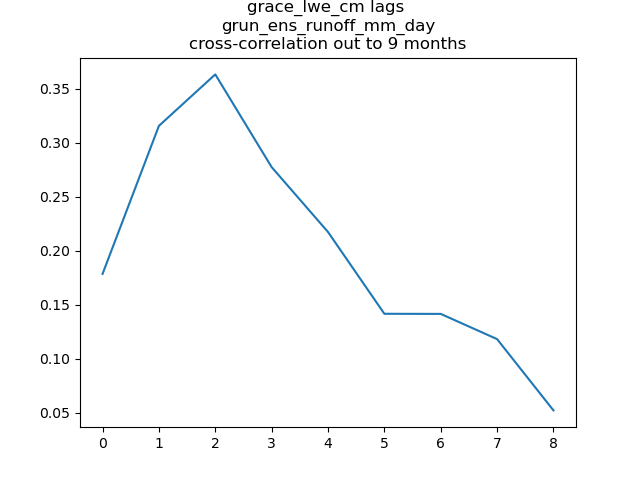 grace_lwe_cm lags
grun_ens_runoff_mm_day
cross-correlation out to 9 months
0.35
0.30
0.25
0.20
0.15
0.10
0.05
0 1 2 3 4 5 6 7 8